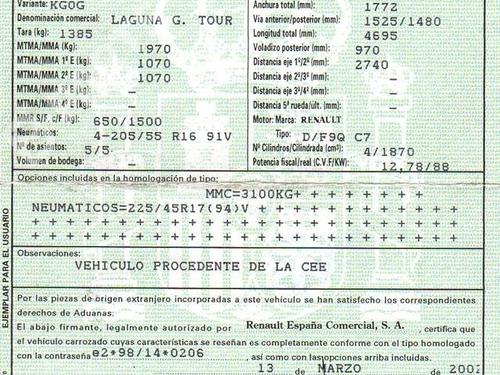 Variante: KG0G
Denominación comercial: LAGUNA G. TOUR
Tara (kg): 1385
MTMA/MMA (Kg): 1970
MTMA/MMA 1º E (kg): 1070
MTMA/MMA 2º E (kg): 1070
MTMA/MMA 3º E (kg): –
MTMA/MMA 4º E (kg): –
MMR S/F. c/F (kg): 650/1500
Neumáticos: 4-205/55 R16 91V
Nº de asientos: 5/5
Volumen de bodega: –
Anchura total (mm): 1772
Vía anterior/posterior (mm): 1525/1480
Longitud total (mm): 4695
Voladizo posterior (mm): 970
Distancia eje 1º/2º (mm): 2740
Distancia eje 2º/3º (mm): –
Distancia eje 3º/4º (mm): –
Distancia 5ª rueda/últ. (mm): –
Motor: Marca: RENAULT
Tipo: D/F9Q C7
Nº Cilindros/Cilindrada (cm³): 4/1870
Potencia fiscal/real (C.V.F/KW): 12,78/88
Opciones incluidas en la homologación de tipo:
MMC=3100KG+ + + + + + + + +
NEUMATICOS=225/45R17(94)V + + + + + + + + + + + +
+ + + + + + + + + + + + + + + + + + + + + + + + +
+ + + + + + + + + + + + + + + + + + + + + + + + +
Observaciones:
VEHICULO PROCEDENTE DE LA CEE
Por las piezas de origen extranjero incorporadas a este vehículo se han satisfecho los correspondientes
derechos de Aduanas.
El abajo firmante, legalmente autorizado por Renault España Comercial, S. A. , certifica que
el vehículo carrozado cuyas características se reseñan es completamente conforme con el tipo homologado
con la contraseña e2*98/14*0206 , así como con las opciones arriba incluidas.
13 de MARZO de 2002
EJEMPLAR PARA EL USUARIO